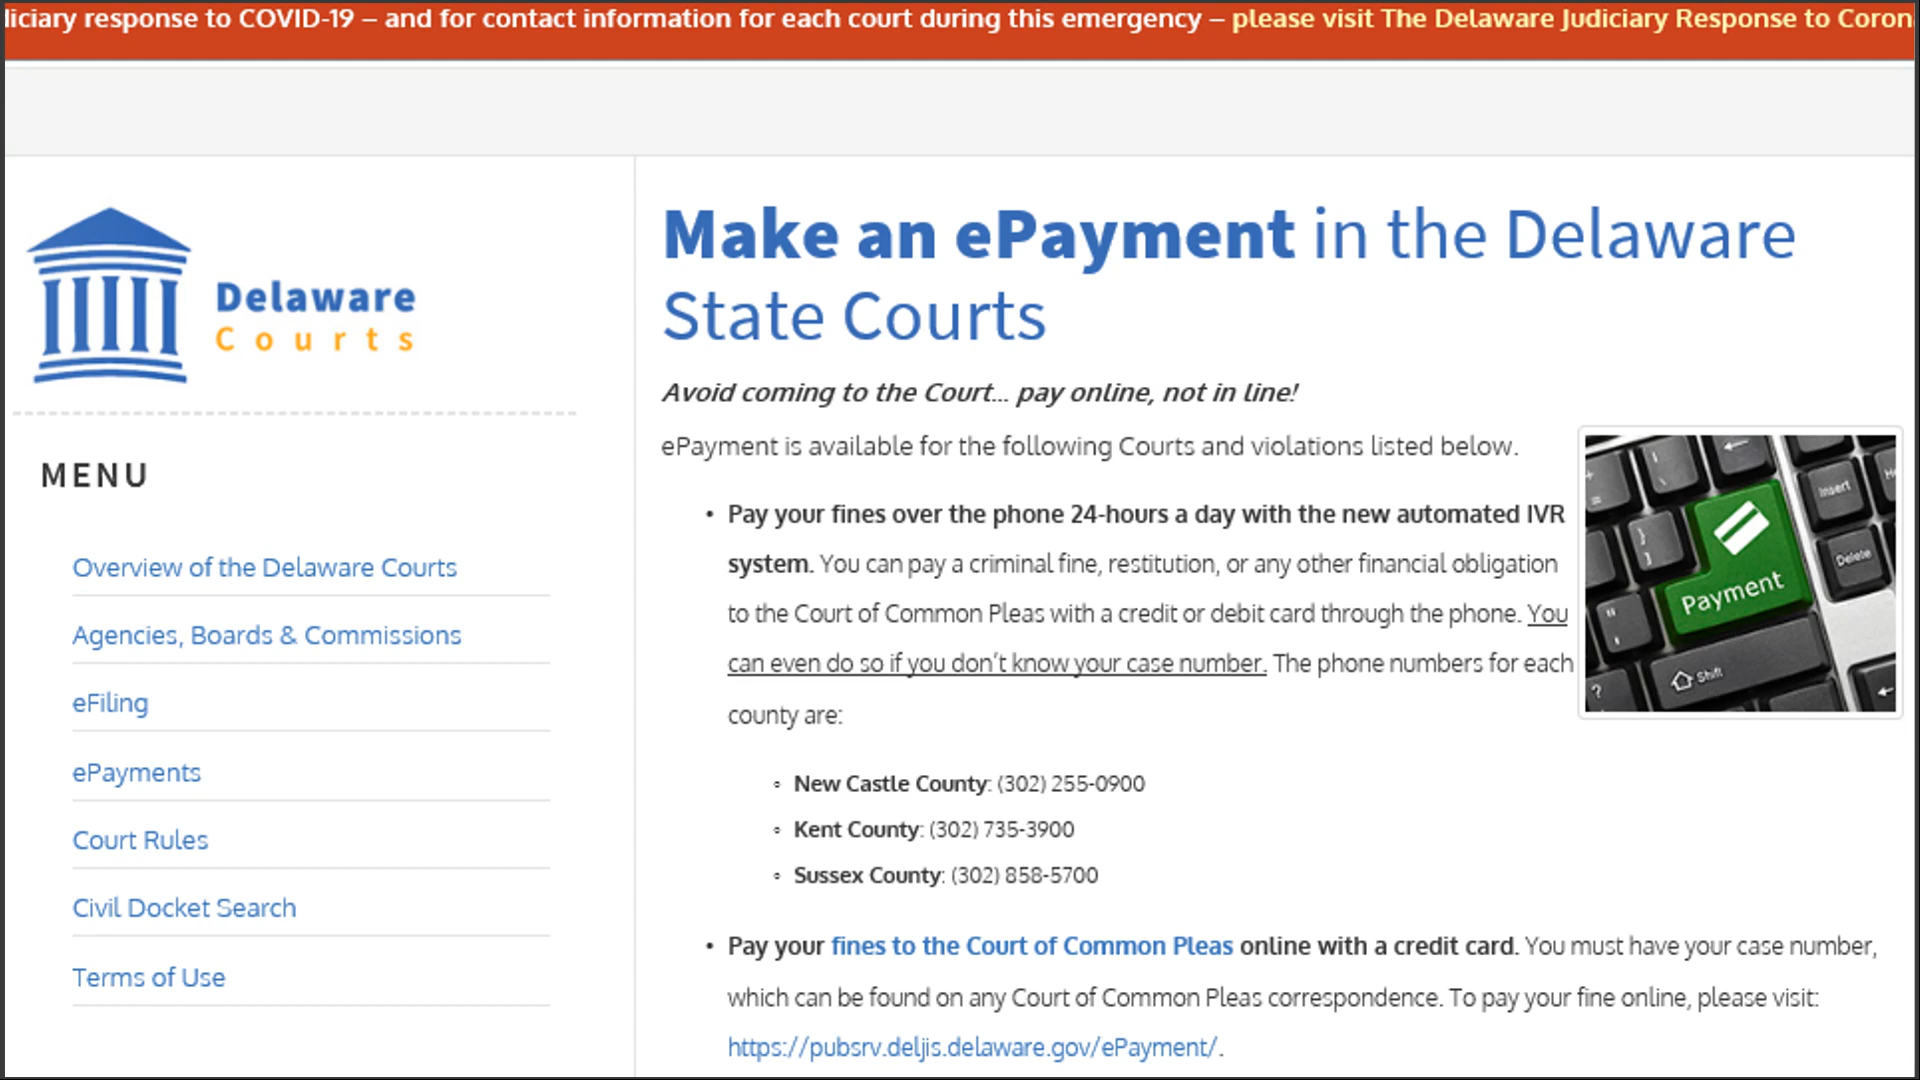 iciary response to COVID-19 – and for contact information for each court during this emergency – please visit The Delaware Judiciary Response to Coron
Delaware
Courts
MENU
Overview of the Delaware Courts
Agencies, Boards & Commissions
eFiling
ePayments
Court Rules
Civil Docket Search
Terms of Use
Make an ePayment in the Delaware
State Courts
Avoid coming to the Court... pay online, not in line!
ePayment is available for the following Courts and violations listed below.
• Pay your fines over the phone 24-hours a day with the new automated IVR
system. You can pay a criminal fine, restitution, or any other financial obligation
to the Court of Common Pleas with a credit or debit card through the phone. You
can even do so if you don't know your case number. The phone numbers for each
county are:
◦ New Castle County: (302) 255-0900
◦ Kent County: (302) 735-3900
◦ Sussex County: (302) 858-5700
• Pay your fines to the Court of Common Pleas online with a credit card. You must have your case number,
which can be found on any Court of Common Pleas correspondence. To pay your fine online, please visit:
https://pubsrv.deljis.delaware.gov/ePayment/.
Insert
Delete
Payment
Shift